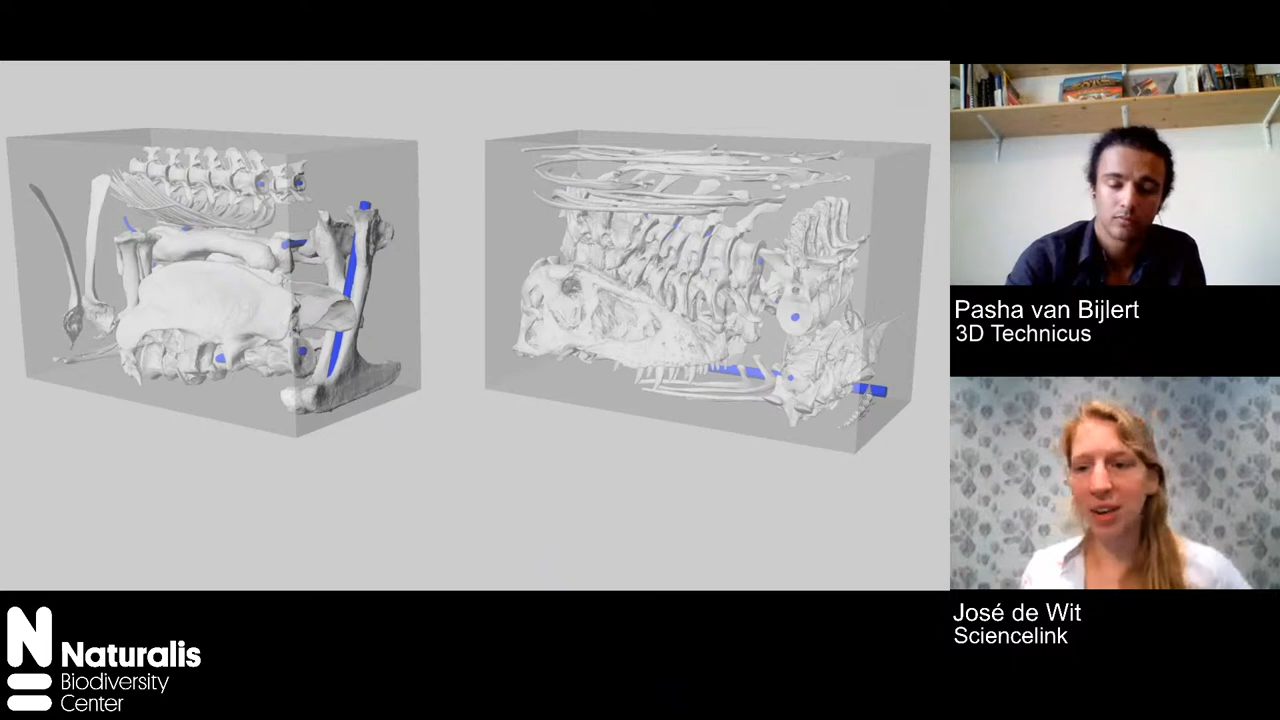 Pasha van Bijlert
3D Technicus
José de Wit
Sciencelink
N Naturalis
Biodiversity
Center